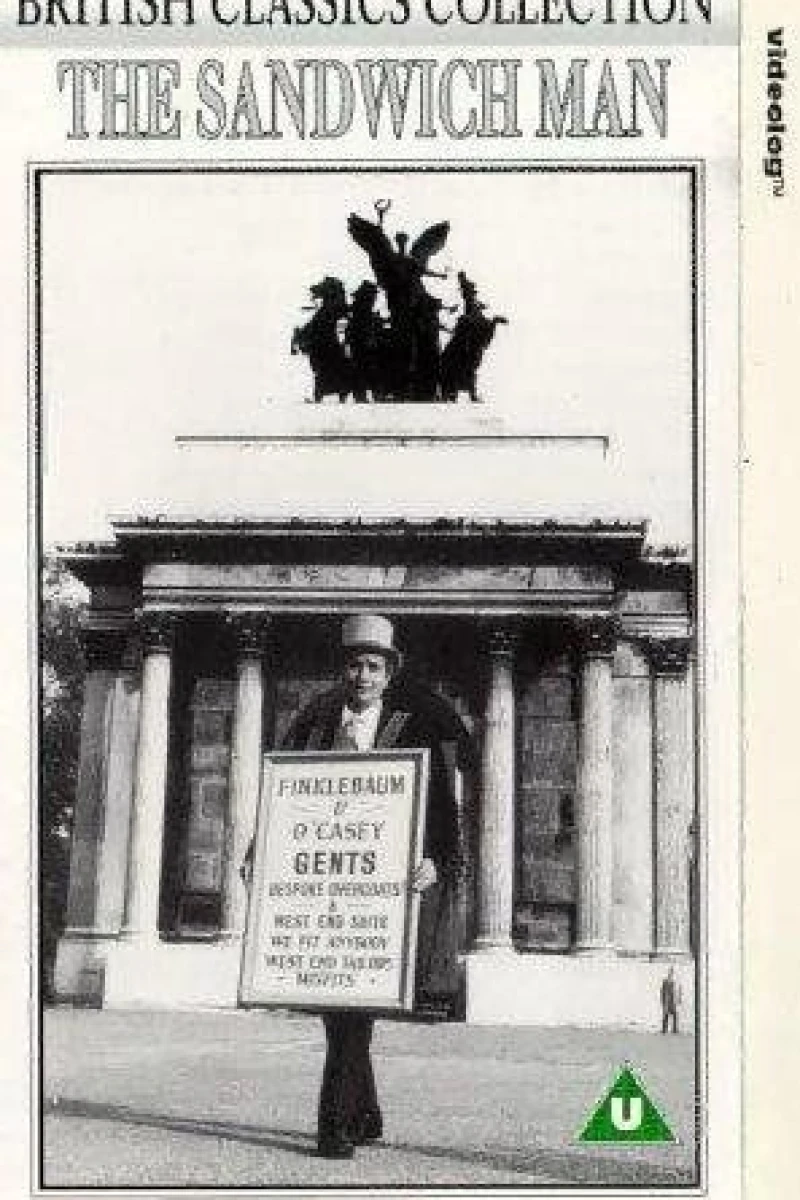 BRITISH CLASSICS COLLECTION
THE SANDWICH MAN
videolog™
FINKLEBAUM
&
O'CASEY
GENTS
BESPOKE OVERCOATS
&
WEST END SUITS
WE FIT ANYBODY
WEST END TAILORS
MISFITS
U